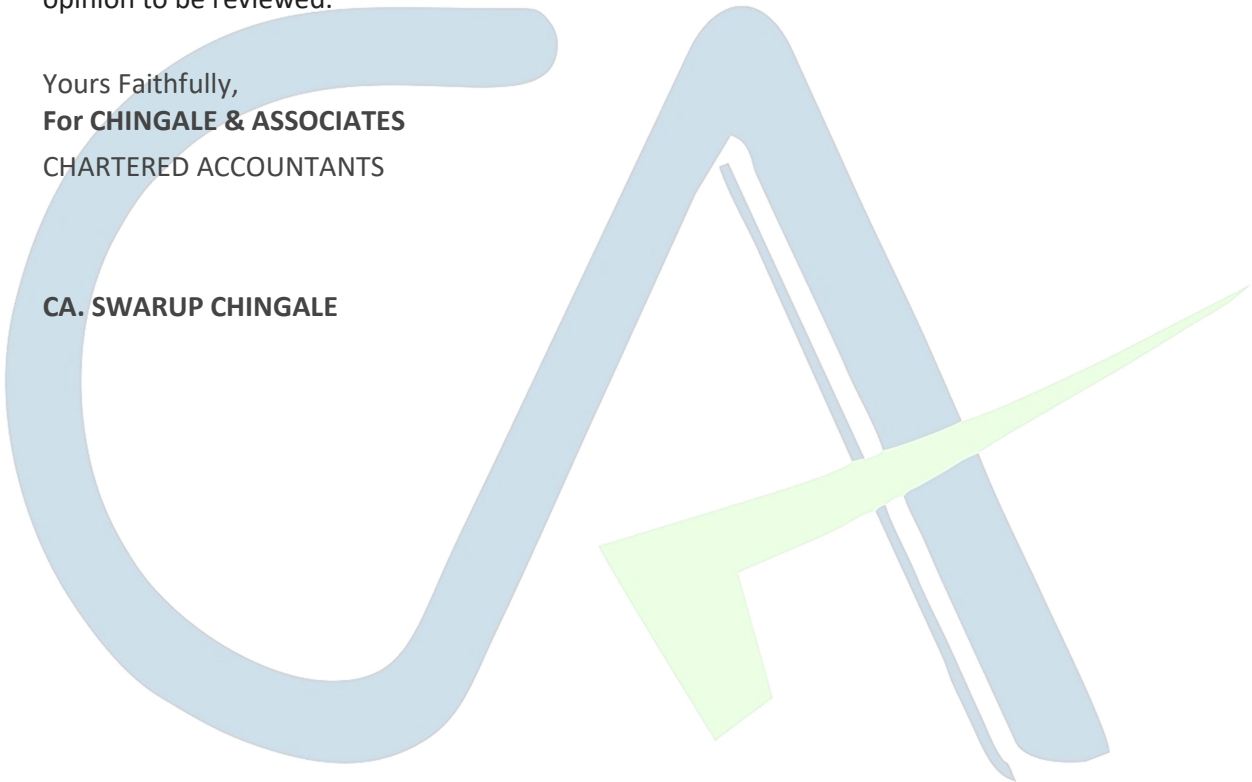 opinion to be reviewed.
Yours Faithfully,
For CHINGALE & ASSOCIATES
CHARTERED ACCOUNTANTS
CA. SWARUP CHINGALE